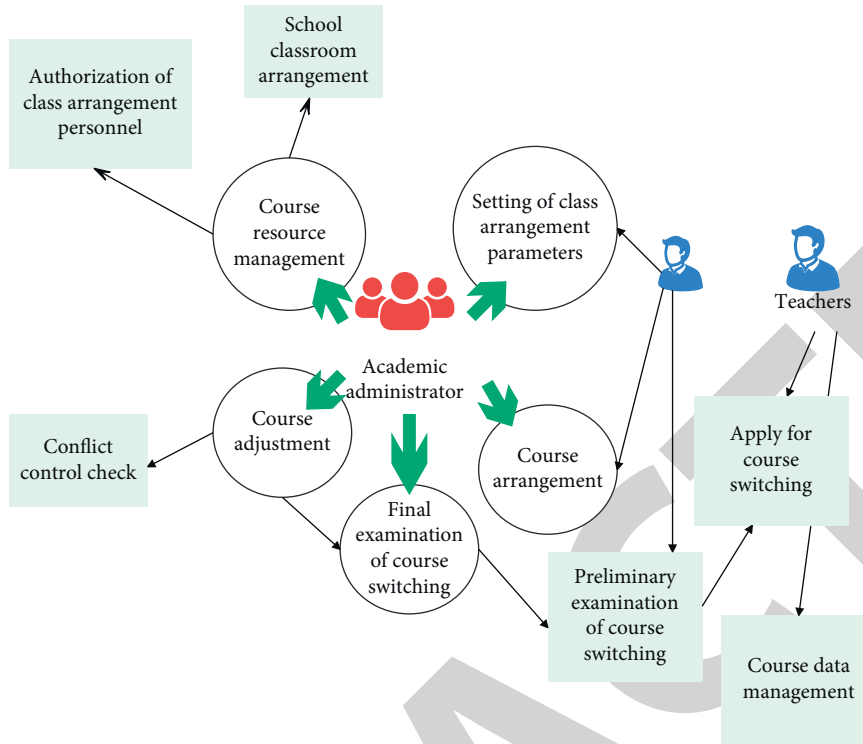 School
classroom
arrangement
Authorization of
class arrangement
personnel
Course
resource
management
Setting of class
arrangement
parameters
Teachers
Academic
administrator
Course
adjustment
Conflict
control check
Course
arrangement
Apply for
course
switching
Final
examination
of course
switching
Preliminary
examination
of course
switching
Course data
management